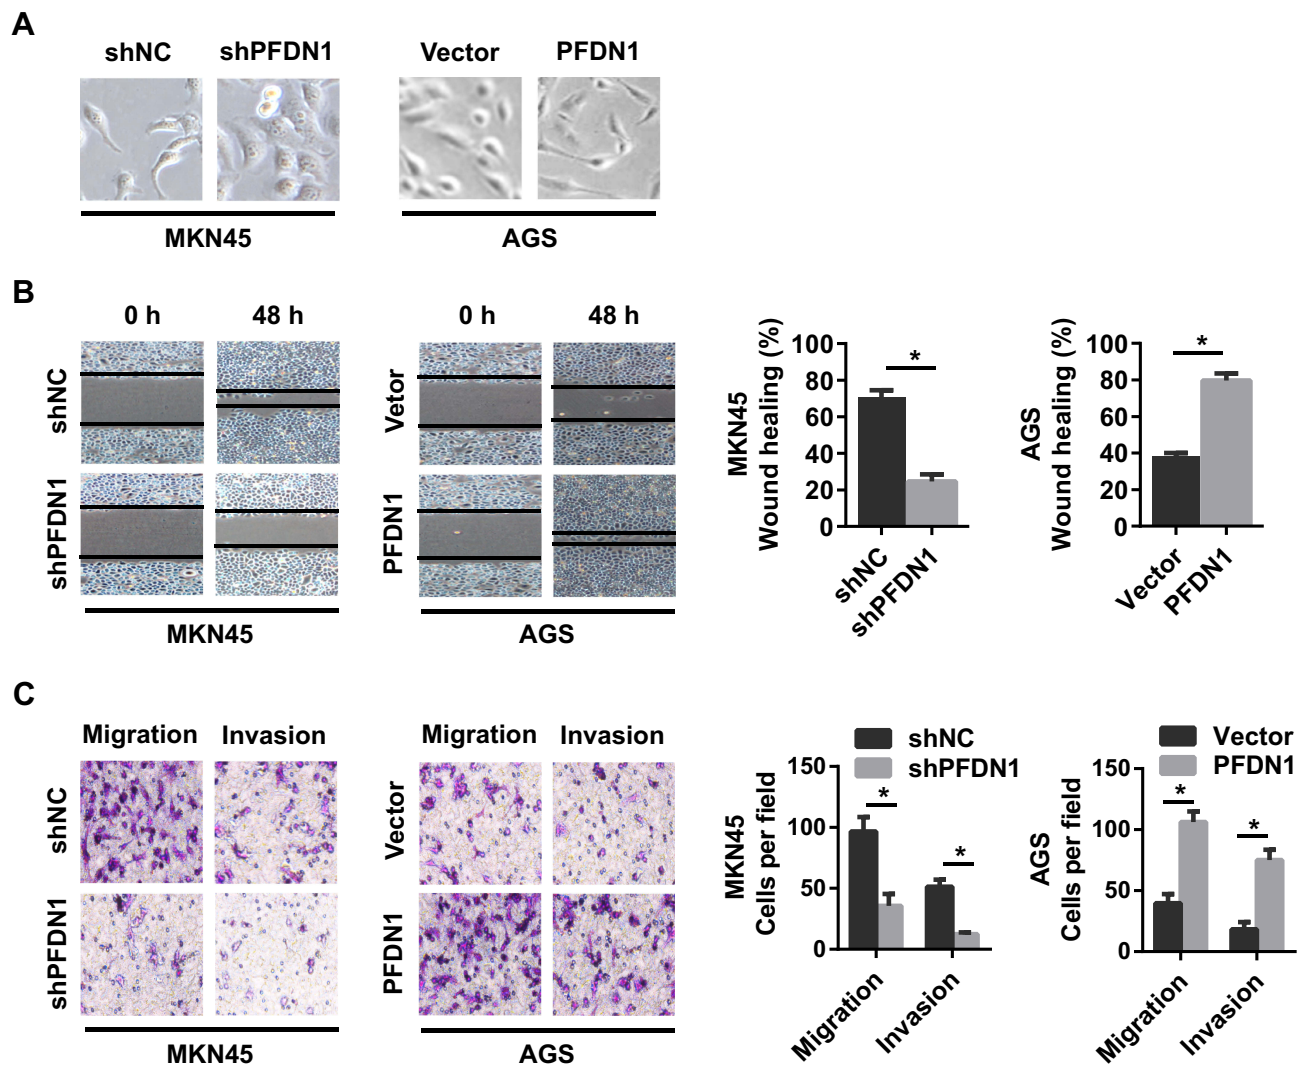 A
shNC shPFDN1 Vector PFDN1
MKN45 AGS
B
0 h 48 h 0 h 48 h
shNC
shPFDN1
Vetor
PFDN1
MKN45 AGS
MKN45
Wound healing (%)
100
80
60
40
20
0
shNC
shPFDN1
*
AGS
Wound healing (%)
100
80
60
40
20
0
Vector
PFDN1
*
C
Migration Invasion Migration Invasion
shNC
shPFDN1
Vector
PFDN1
MKN45 AGS
shNC
shPFDN1
MKN45
Cells per field
150
100
50
0
*
*
Migration
Invasion
Vector
PFDN1
AGS
Cells per field
150
100
50
0
*
*
Migration
Invasion